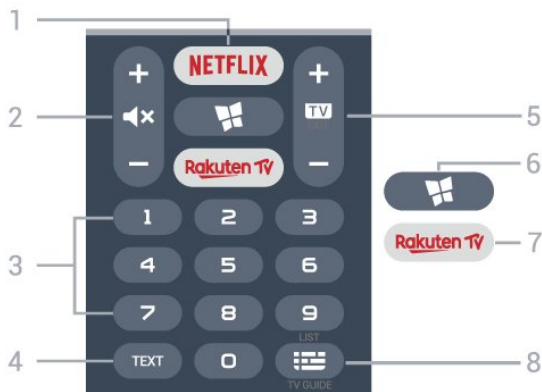 1
NETFLIX
+ +
2 TV 5
- -
6
Rakuten TV
1 2 3
Rakuten TV 7
3 4 5 6
7 8 9
LIST
4 TEXT 0 8
TV GUIDE